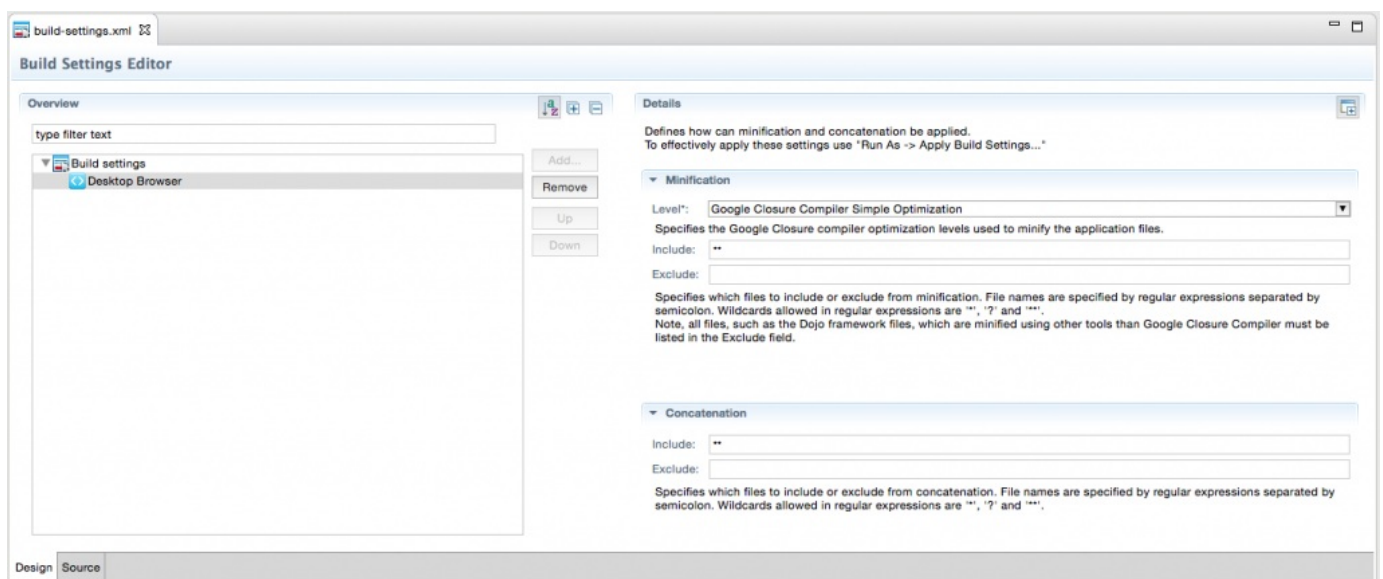 build-settings.xml
Build Settings Editor
Overview
type filter text
Build settings
Desktop Browser
Add...
Remove
Up
Down
Details
Defines how can minification and concatenation be applied.
To effectively apply these settings use "Run As -> Apply Build Settings..."
Minification
Level*: Google Closure Compiler Simple Optimization
Specifies the Google Closure compiler optimization levels used to minify the application files.
Include: **
Exclude:
Specifies which files to include or exclude from minification. File names are specified by regular expressions separated by
semicolon. Wildcards allowed in regular expressions are '*', '?' and '**'.
Note, all files, such as the Dojo framework files, which are minified using other tools than Google Closure Compiler must be
listed in the Exclude field.
Concatenation
Include: **
Exclude:
Specifies which files to include or exclude from concatenation. File names are specified by regular expressions separated by
semicolon. Wildcards allowed in regular expressions are '*', '?' and '**'.
Design Source